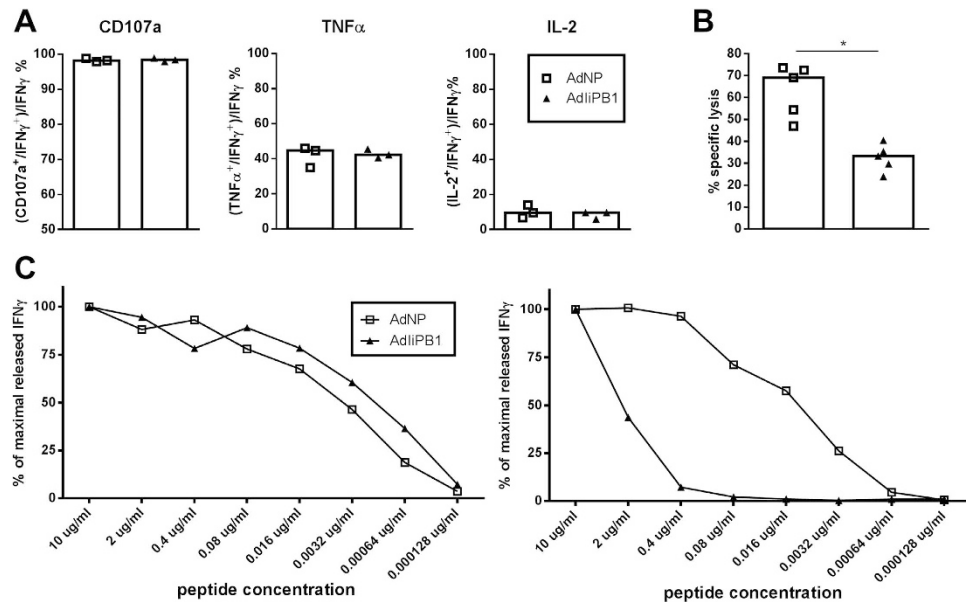 A
CD107a
(CD107a⁺/IFNγ⁺)/IFNγ %
100
90
80
70
60
50
TNFα
(TNFα⁺/IFNγ⁺)/IFNγ %
100
80
60
40
20
0
IL-2
(IL-2⁺/IFNγ⁺)/IFNγ%
100
80
60
40
20
0
AdNP
AdIiPB1
B
% specific lysis
80
70
60
50
40
30
20
10
0
*
C
% of maximal released IFNγ
100
75
50
25
0
AdNP
AdIiPB1
10 ug/ml
2 ug/ml
0.4 ug/ml
0.08 ug/ml
0.016 ug/ml
0.0032 ug/ml
0.00064 ug/ml
0.000128 ug/ml
peptide concentration
% of maximal released IFNγ
100
75
50
25
0
10 ug/ml
2 ug/ml
0.4 ug/ml
0.08 ug/ml
0.016 ug/ml
0.0032 ug/ml
0.00064 ug/ml
0.000128 ug/ml
peptide concentration